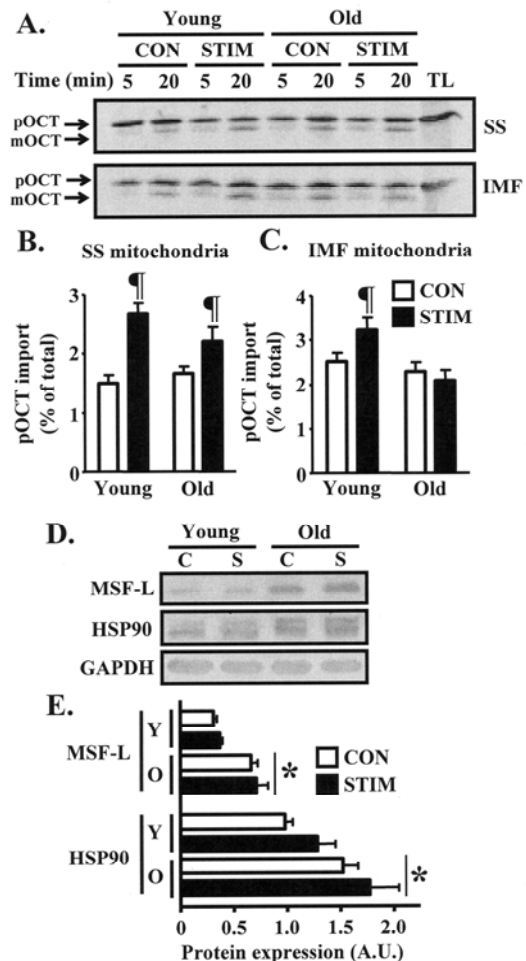 A.
Young Old
CON STIM CON STIM
Time (min) 5 20 5 20 5 20 5 20 TL
pOCT
mOCT
SS
pOCT
mOCT
IMF
B. SS mitochondria
pOCT import
(% of total)
3
2
1
0
¶ ¶
Young Old
C. IMF mitochondria
pOCT import
(% of total)
4
3
2
1
0
¶
CON
STIM
Young Old
D.
Young Old
C S C S
MSF-L
HSP90
GAPDH
E.
MSF-L
Y
O
*
CON
STIM
HSP90
Y
O
*
0 0.5 1.0 1.5 2.0
Protein expression (A.U.)